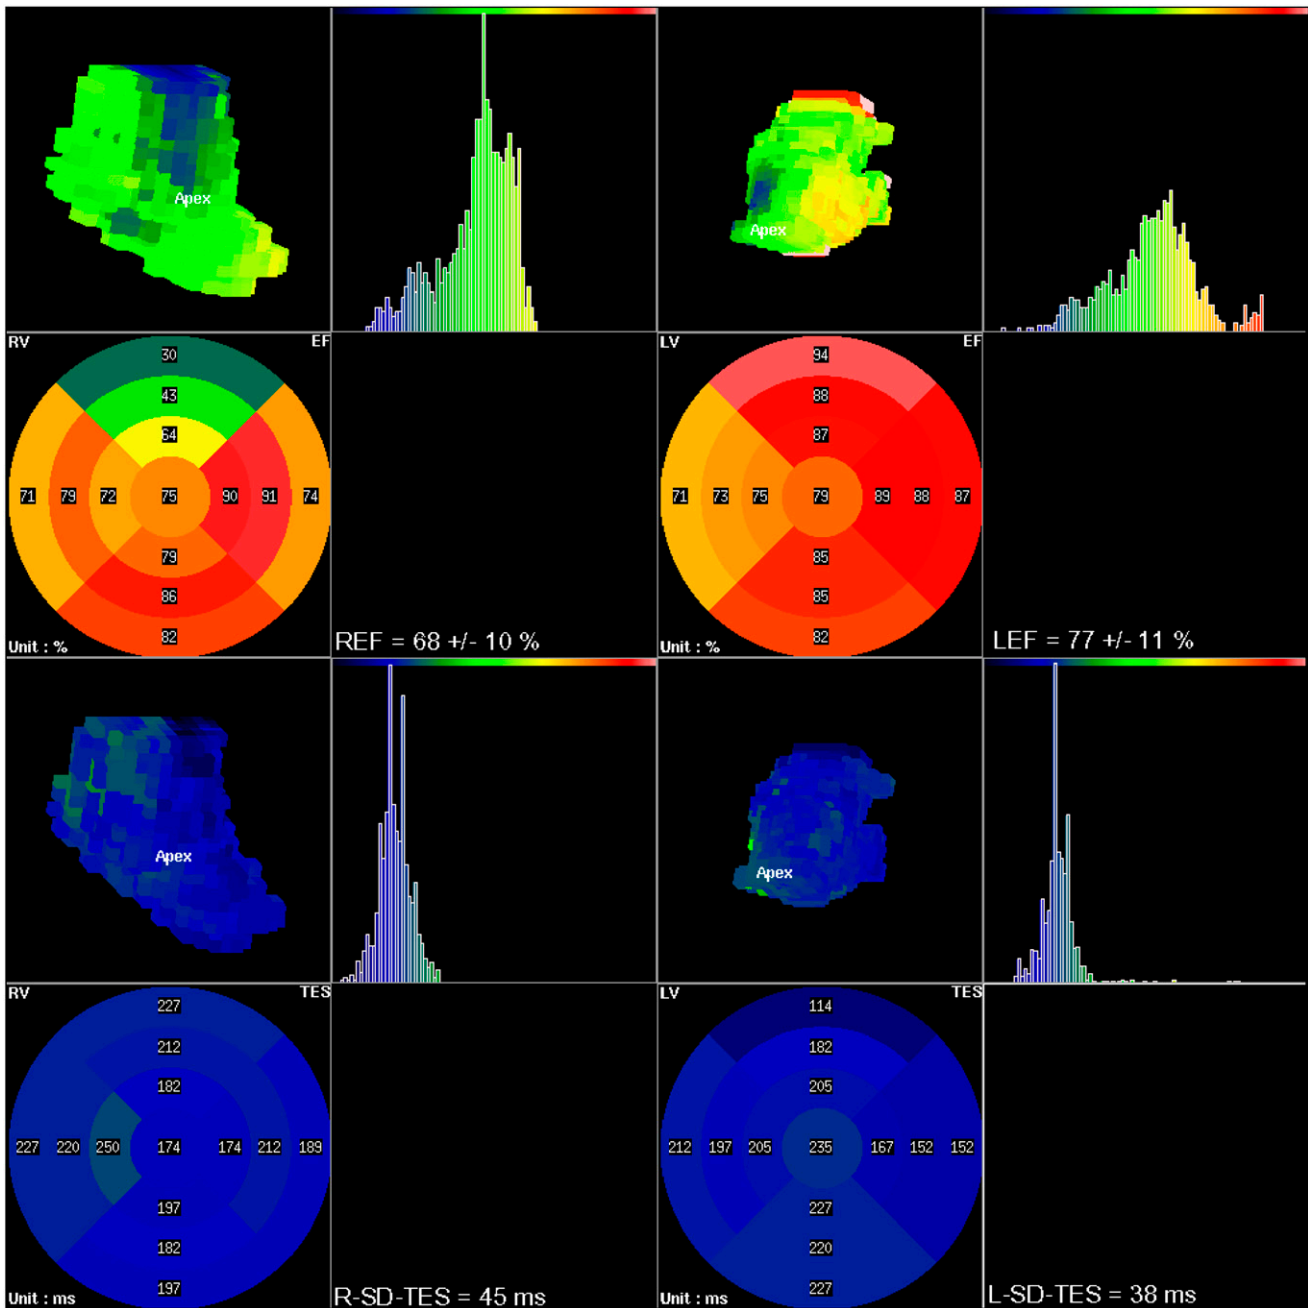 Apex
Apex
RV EF
30
43
64
71 79 72 75 90 91 74
79
86
82
Unit : %
REF = 68 +/- 10 %
LV EF
94
88
87
71 73 75 79 89 88 87
85
85
82
Unit : %
LEF = 77 +/- 11 %
Apex
Apex
RV TES
227
212
182
227 220 250 174 174 212 189
197
182
197
Unit : ms
R-SD-TES = 45 ms
LV TES
114
182
205
212 197 205 235 167 152 152
227
220
227
Unit : ms
L-SD-TES = 38 ms